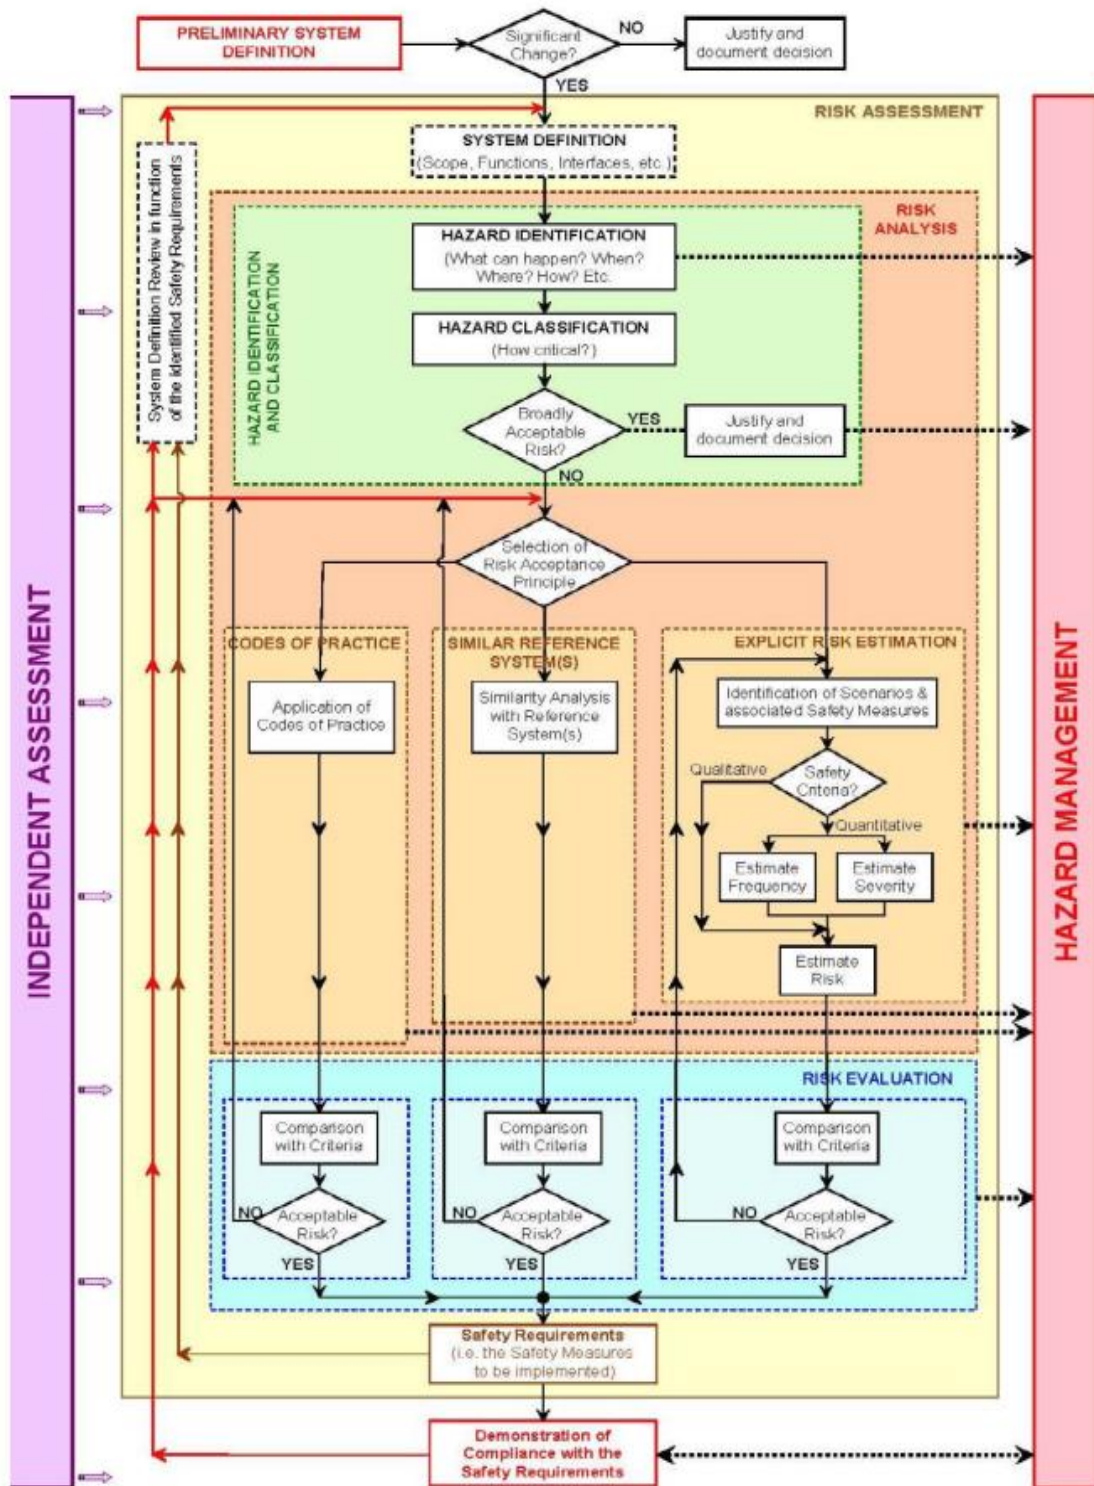 PRELIMINARY SYSTEM
DEFINITION
Significant
Change?
NO
Justify and
document decision
YES
RISK ASSESSMENT
SYSTEM DEFINITION
(Scope, Functions, Interfaces, etc.)
System Definition Review in function
of the identified Safety Requirements
RISK
ANALYSIS
HAZARD IDENTIFICATION
AND CLASSIFICATION
HAZARD IDENTIFICATION
(What can happen? When?
Where? How? Etc.
HAZARD CLASSIFICATION
(How critical?)
Broadly
Acceptable
Risk?
YES
Justify and
document decision
NO
Selection of
Risk Acceptance
Principle
CODES OF PRACTICE
Application of
Codes of Practice
SIMILAR REFERENCE
SYSTEM(S)
Similarity Analysis
with Reference
System(s)
EXPLICIT RISK ESTIMATION
Identification of Scenarios &
associated Safety Measures
Qualitative
Safety
Criteria?
Quantitative
Estimate
Frequency
Estimate
Severity
Estimate
Risk
RISK EVALUATION
Comparison
with Criteria
NO
Acceptable
Risk?
YES
Comparison
with Criteria
NO
Acceptable
Risk?
YES
Comparison
with Criteria
NO
Acceptable
Risk?
YES
Safety Requirements
(i.e. the Safety Measures
to be implemented)
Demonstration of
Compliance with the
Safety Requirements
INDEPENDENT ASSESSMENT
HAZARD MANAGEMENT